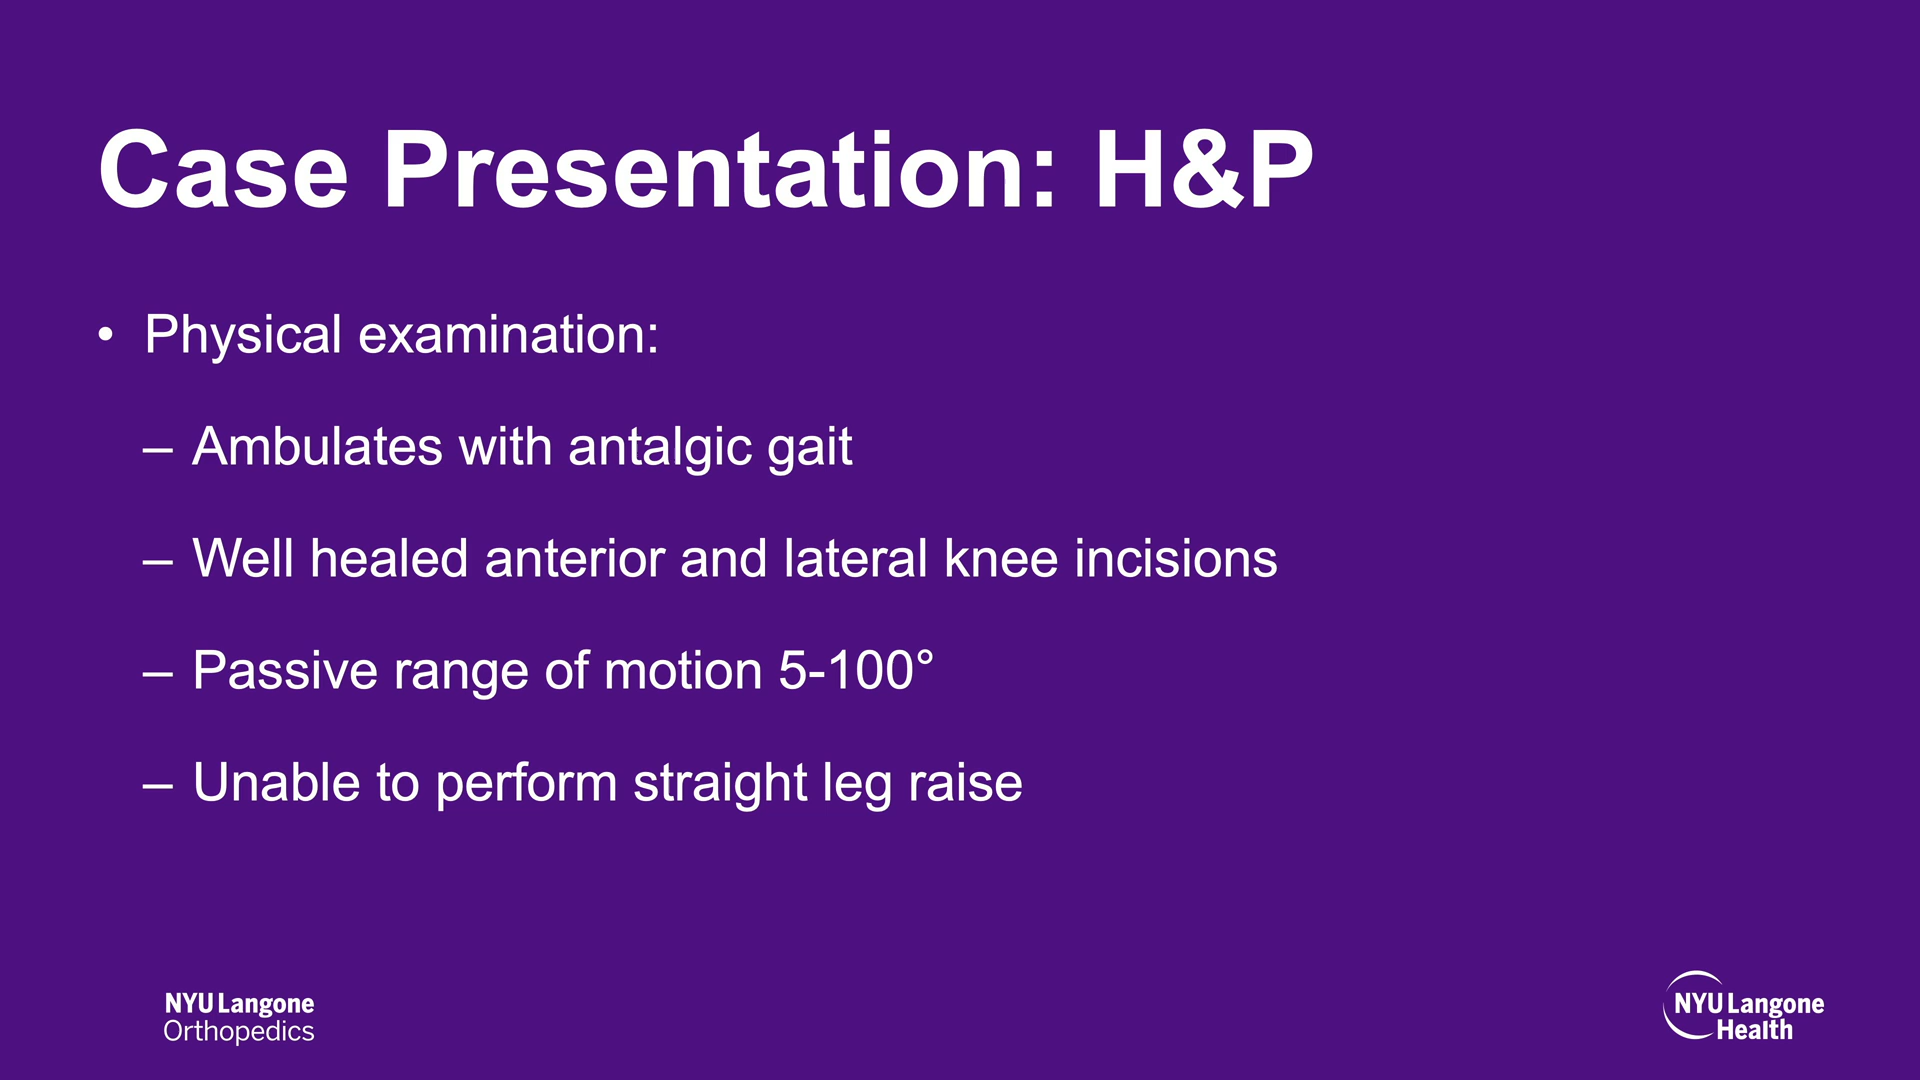 Case Presentation: H&P
• Physical examination:
– Ambulates with antalgic gait
– Well healed anterior and lateral knee incisions
– Passive range of motion 5-100°
– Unable to perform straight leg raise
NYU Langone
Orthopedics
NYU Langone
Health